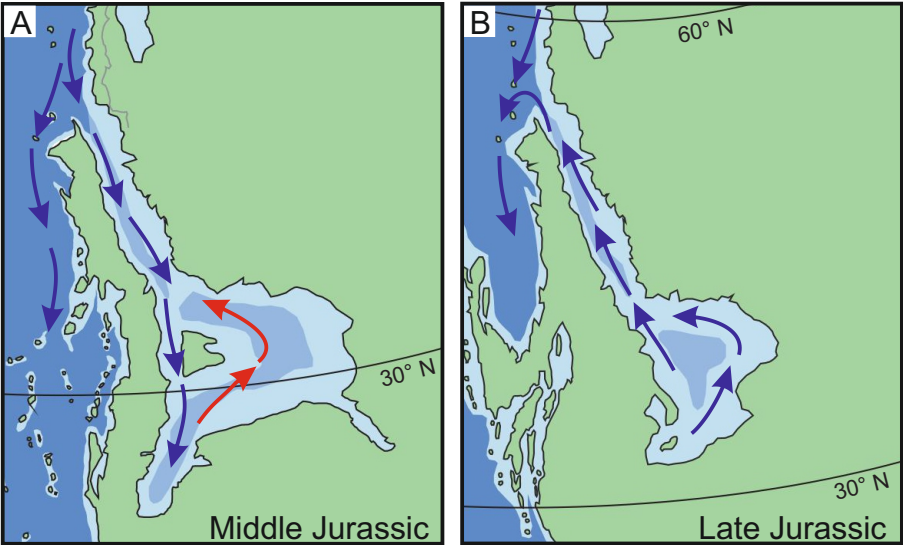 A
30° N
Middle Jurassic
B
60° N
30° N
Late Jurassic